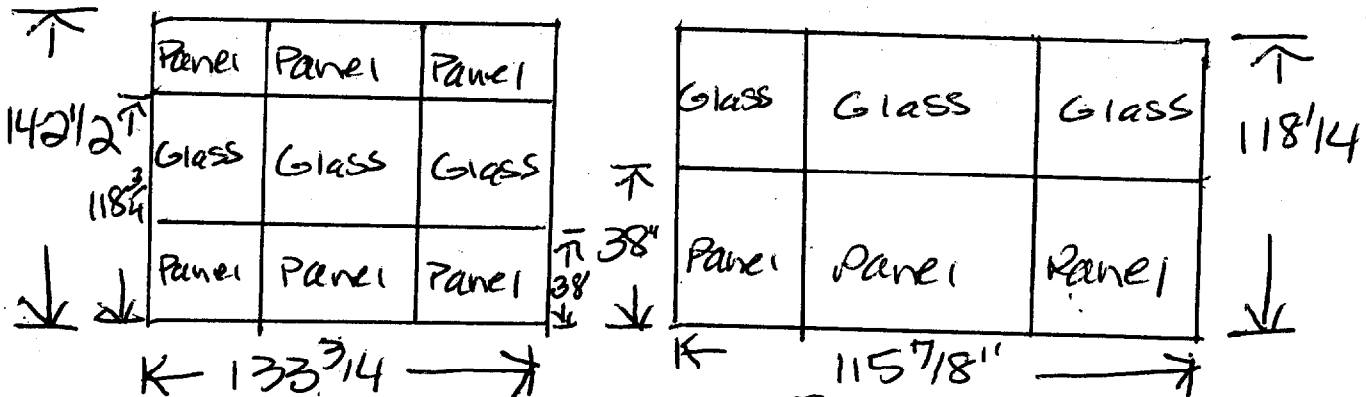 Panel Panel Panel
Glass Glass Glass
Panel Panel Panel
142 1/2
118 3/4
38"
133 3/4
Glass Glass Glass
Panel Panel Panel
38"
118 1/4
115 7/8"